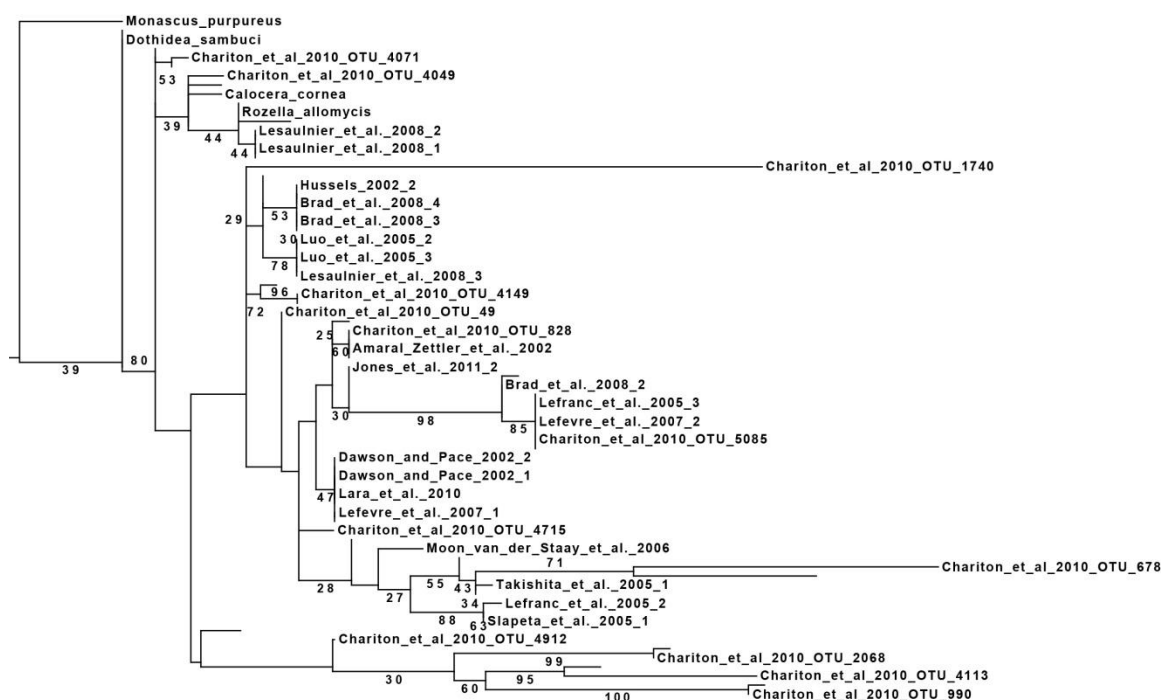 Monascus_purpureus
Dothidea_sambuci
Chariton_et_al_2010_OTU_4071
53
Chariton_et_al_2010_OTU_4049
Calocera_cornea
Rozella_allomycis
39
44
Lesaulnier_et_al._2008_2
44
Lesaulnier_et_al._2008_1
Chariton_et_al_2010_OTU_1740
Hussels_2002_2
29
53
Brad_et_al._2008_4
Brad_et_al._2008_3
30
Luo_et_al._2005_2
Luo_et_al._2005_3
78
Lesaulnier_et_al._2008_3
96
Chariton_et_al_2010_OTU_4149
72
Chariton_et_al_2010_OTU_49
25
Chariton_et_al_2010_OTU_828
60
Amaral_Zettler_et_al._2002
39
80
Jones_et_al._2011_2
Brad_et_al._2008_2
Lefranc_et_al._2005_3
30
98
85
Lefevre_et_al._2007_2
Chariton_et_al_2010_OTU_5085
Dawson_and_Pace_2002_2
Dawson_and_Pace_2002_1
47
Lara_et_al._2010
Lefevre_et_al._2007_1
Chariton_et_al_2010_OTU_4715
Moon_van_der_Staay_et_al._2006
71
Chariton_et_al_2010_OTU_678
28
27
55
43
Takishita_et_al._2005_1
34
Lefranc_et_al._2005_2
88
63
Slapeta_et_al._2005_1
Chariton_et_al_2010_OTU_4912
Chariton_et_al_2010_OTU_2068
99
30
95
Chariton_et_al_2010_OTU_4113
60
100
Chariton_et_al_2010_OTU_990